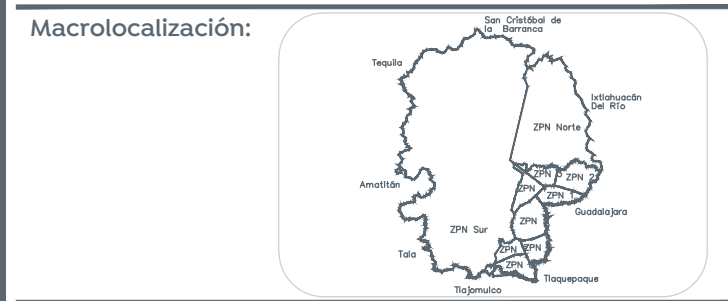 Macrolocalización:
San Cristóbal de
la Barranca
Tequila
Ixtlahuacán
Del Río
ZPN Norte
ZPN
ZPN 2
Amatitán
ZPN
ZPN 1
Guadalajara
ZPN
ZPN Sur
ZPN
ZPN
Tala
ZPN
Tlaquepaque
Tlajomulco